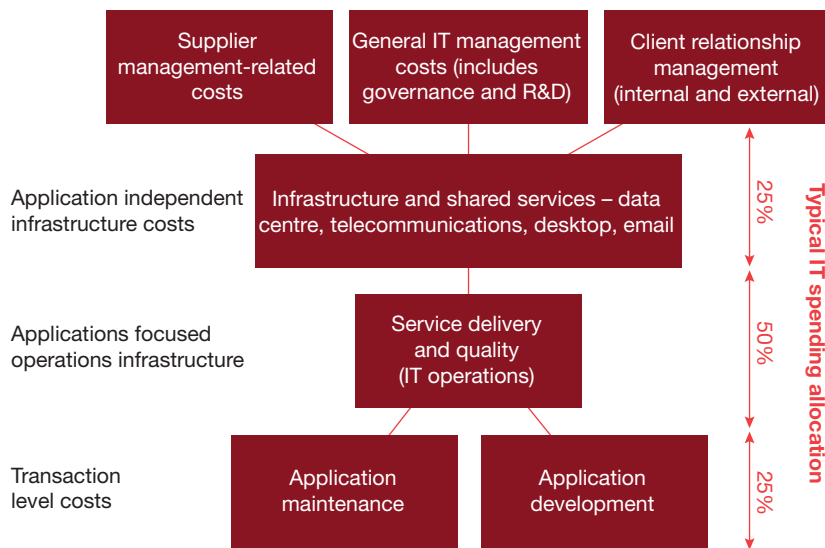 Supplier
management-related
costs
General IT management
costs (includes
governance and R&D)
Client relationship
management
(internal and external)
Application independent
infrastructure costs
Infrastructure and shared services – data
centre, telecommunications, desktop, email
25%
Applications focused
operations infrastructure
Service delivery
and quality
(IT operations)
50%
Transaction
level costs
Application
maintenance
Application
development
25%
Typical IT spending allocation